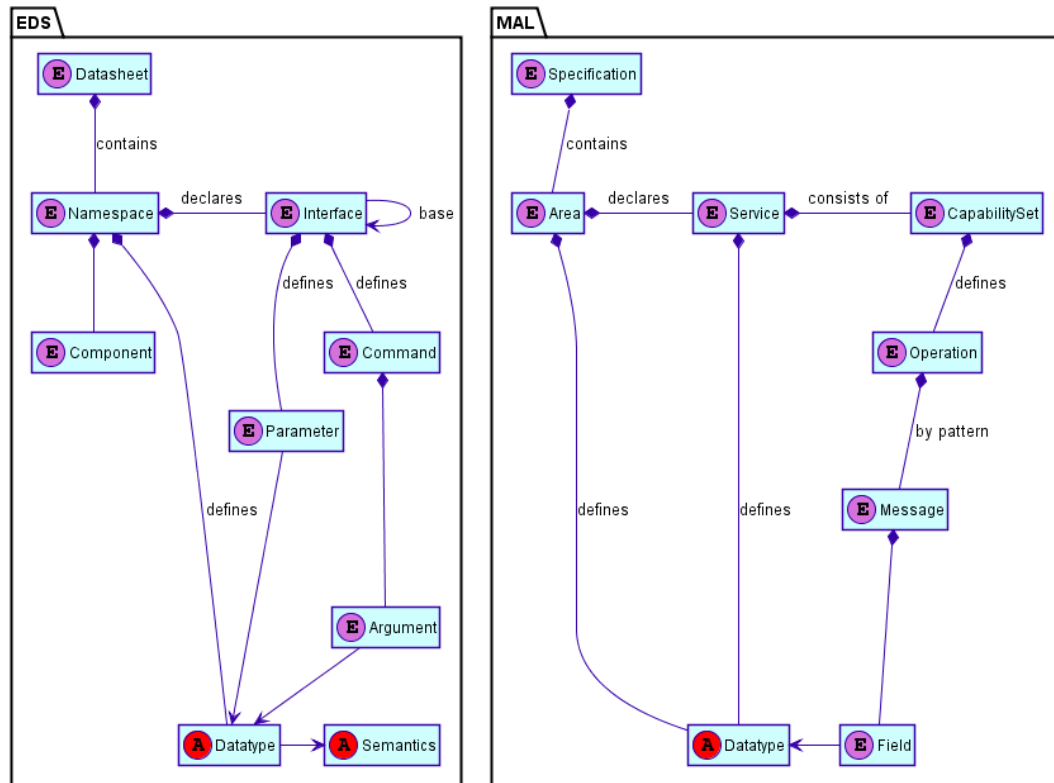 EDS
E Datasheet
contains
E Namespace
declares
E Interface
base
defines
defines
E Component
E Command
E Parameter
defines
E Argument
A Datatype
A Semantics
MAL
E Specification
contains
E Area
declares
E Service
consists of
E CapabilitySet
defines
E Operation
by pattern
E Message
defines
defines
A Datatype
E Field